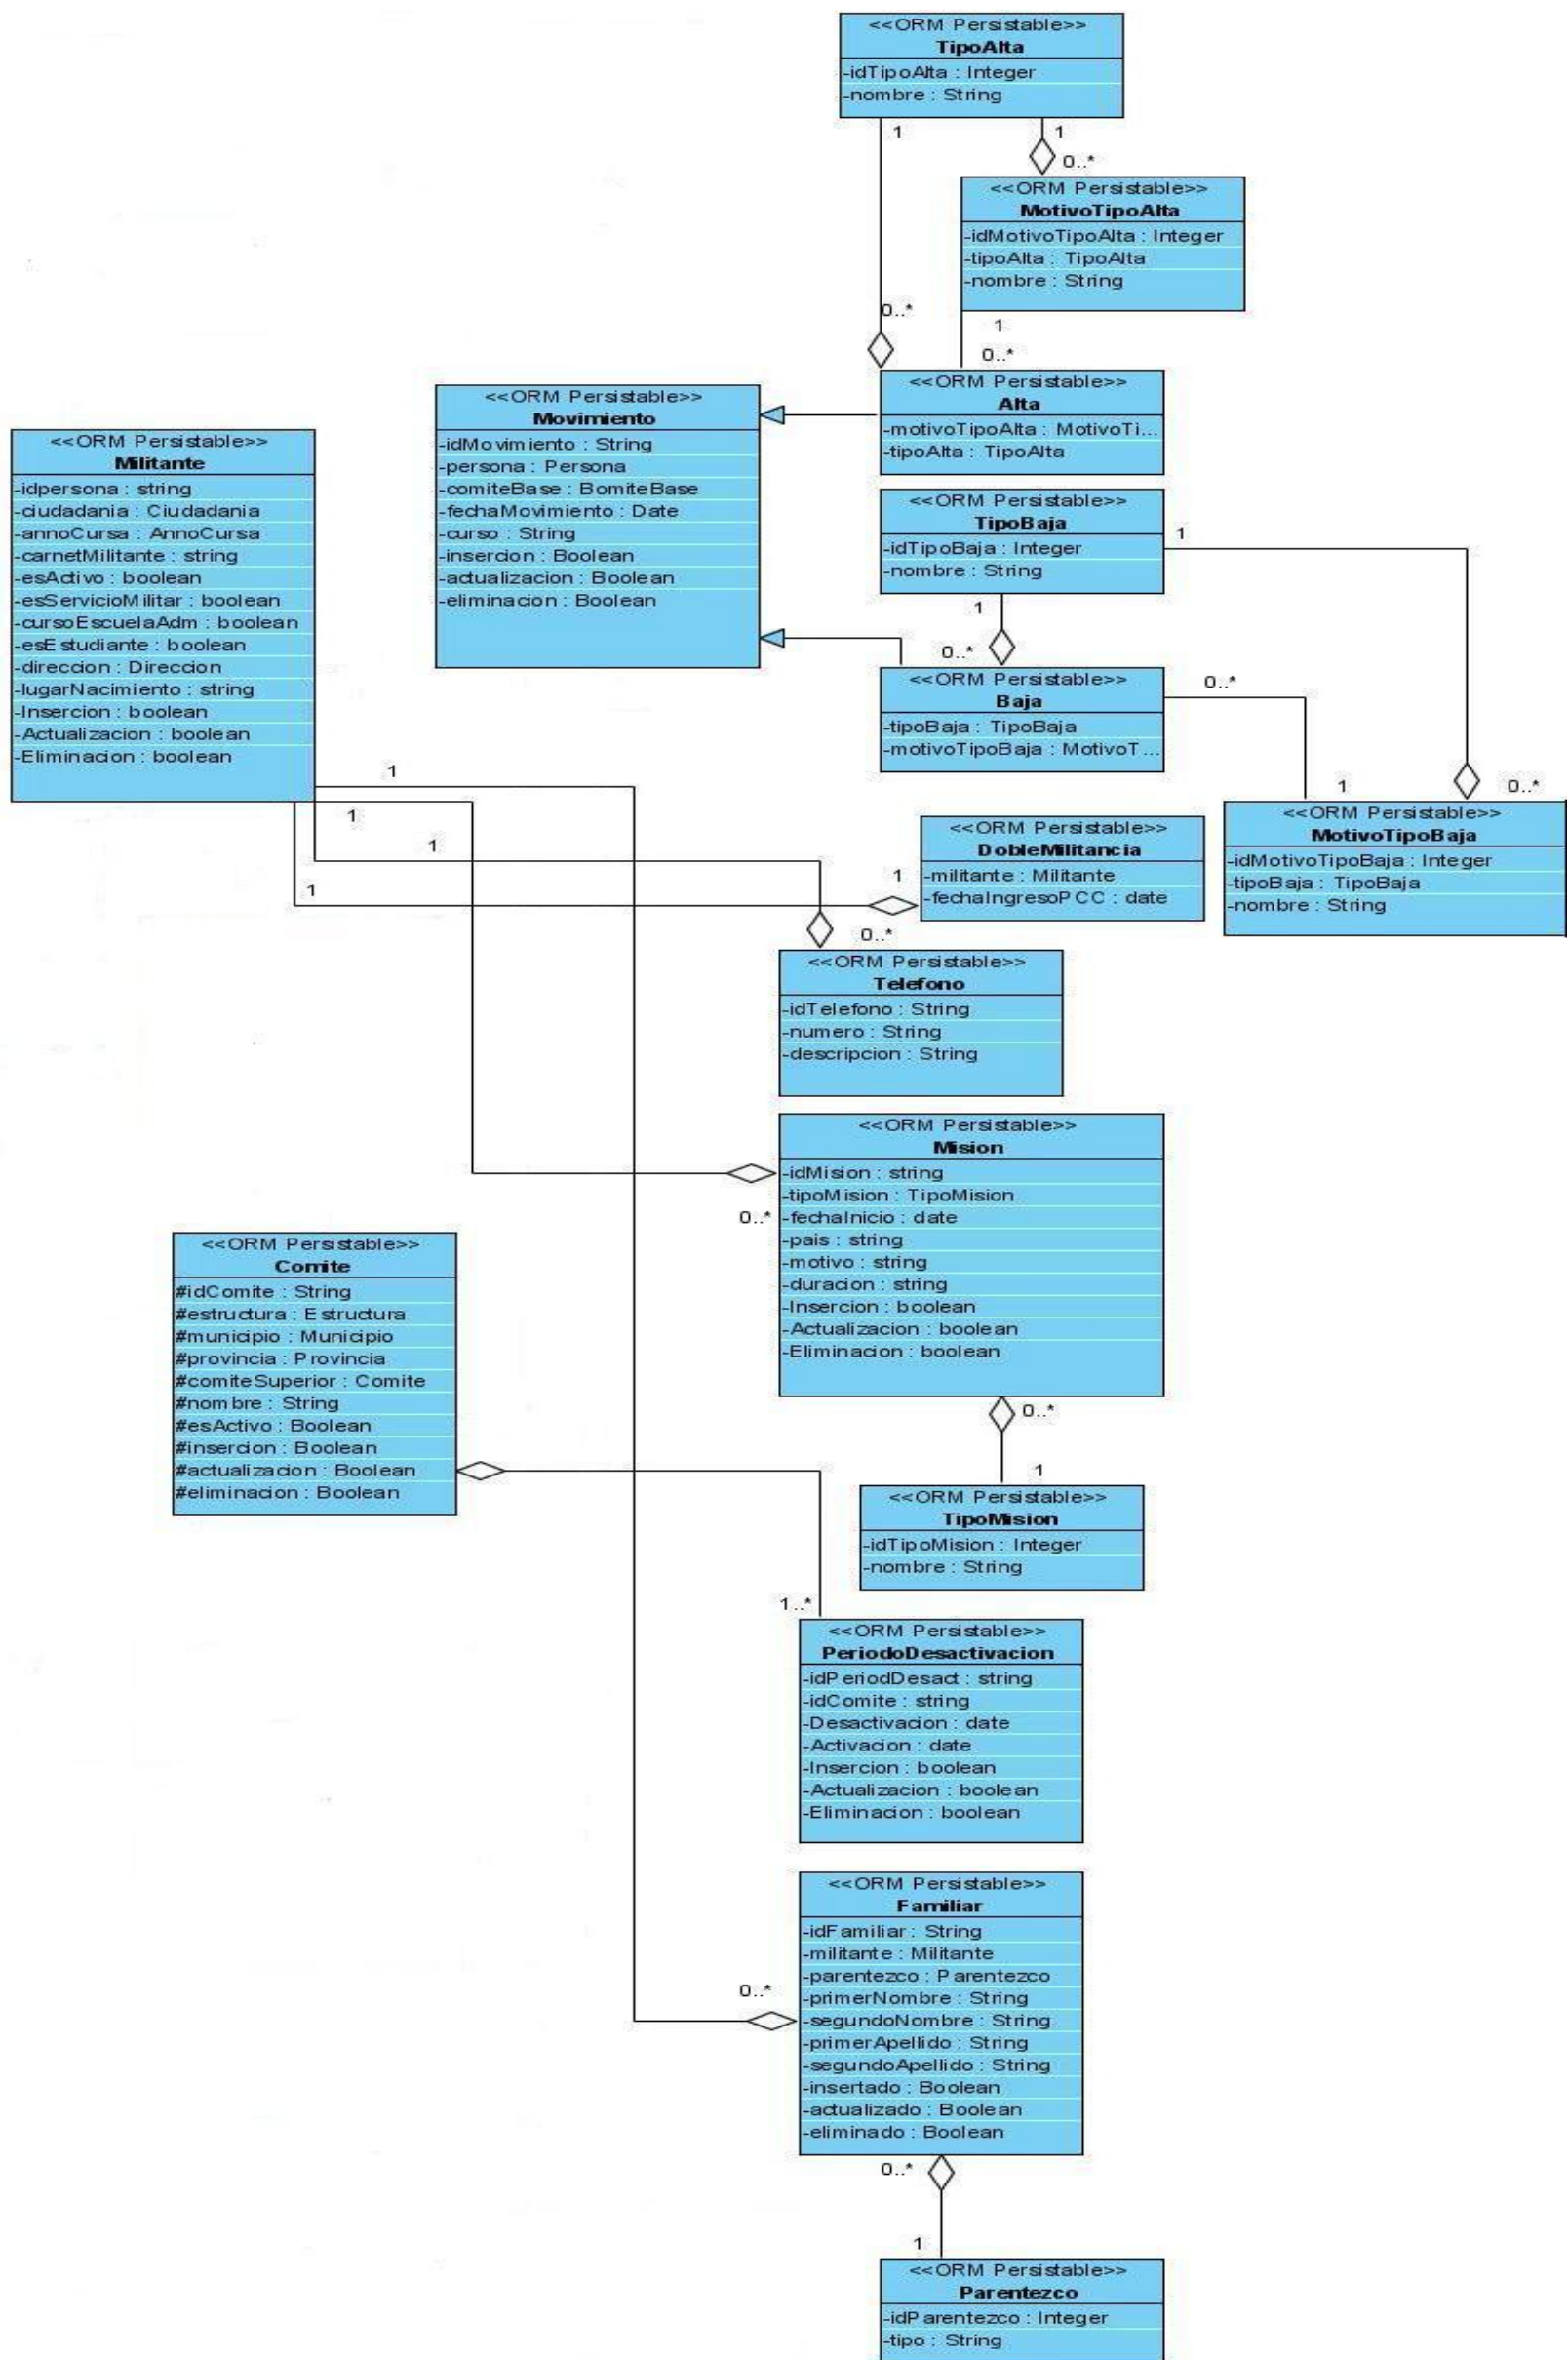 <<ORM Persistable>>
TipoAlta
-idTipoAlta : Integer
-nombre : String
1
1
0..*
<<ORM Persistable>>
MotivoTipoAlta
-idMotivoTipoAlta : Integer
-tipoAlta : TipoAlta
-nombre : String
0..*
1
0..*
<<ORM Persistable>>
Alta
-motivoTipoAlta : MotivoTi...
-tipoAlta : TipoAlta
<<ORM Persistable>>
Movimiento
-idMovimiento : String
-persona : Persona
-comiteBase : BomiteBase
-fechaMovimiento : Date
-curso : String
-insercion : Boolean
-actualizacion : Boolean
-eliminacion : Boolean
<<ORM Persistable>>
Militante
-idpersona : string
-ciudadania : Ciudadania
-annoCursa : AnnoCursa
-carnetMilitante : string
-esActivo : boolean
-esServicioMilitar : boolean
-cursoEscuelaAdm : boolean
-esEstudiante : boolean
-direccion : Direccion
-lugarNacimiento : string
-Insercion : boolean
-Actualizacion : boolean
-Eliminacion : boolean
<<ORM Persistable>>
TipoBaja
-idTipoBaja : Integer
-nombre : String
1
1
0..*
<<ORM Persistable>>
Baja
-tipoBaja : TipoBaja
-motivoTipoBaja : MotivoT...
0..*
1
0..*
<<ORM Persistable>>
MotivoTipoBaja
-idMotivoTipoBaja : Integer
-tipoBaja : TipoBaja
-nombre : String
1
1
1
1
1
<<ORM Persistable>>
DobleMilitancia
-militante : Militante
-fechaIngresoPCC : date
0..*
<<ORM Persistable>>
Telefono
-idTelefono : String
-numero : String
-descripcion : String
<<ORM Persistable>>
Mision
-idMision : string
-tipoMision : TipoMision
-fechaInicio : date
-pais : string
-motivo : string
-duracion : string
-Insercion : boolean
-Actualizacion : boolean
-Eliminacion : boolean
0..*
<<ORM Persistable>>
Comite
#idComite : String
#estructura : Estructura
#municipio : Municipio
#provincia : Provincia
#comiteSuperior : Comite
#nombre : String
#esActivo : Boolean
#insercion : Boolean
#actualizacion : Boolean
#eliminacion : Boolean
0..*
1
<<ORM Persistable>>
TipoMision
-idTipoMision : Integer
-nombre : String
1..*
<<ORM Persistable>>
PeriodoDesactivacion
-idPeriodDesact : string
-idComite : string
-Desactivacion : date
-Activacion : date
-Insercion : boolean
-Actualizacion : boolean
-Eliminacion : boolean
<<ORM Persistable>>
Familiar
-idFamiliar : String
-militante : Militante
-parentezco : Parentezco
-primerNombre : String
-segundoNombre : String
-primerApellido : String
-segundoApellido : String
-insertado : Boolean
-actualizado : Boolean
-eliminado : Boolean
0..*
0..*
1
<<ORM Persistable>>
Parentezco
-idParentezco : Integer
-tipo : String